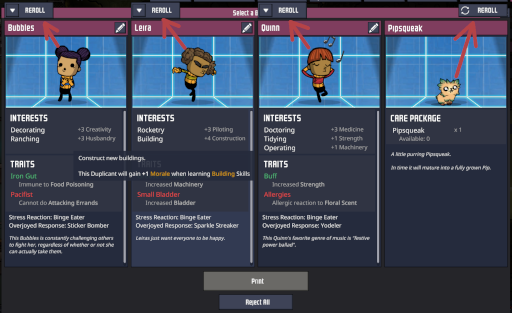 REROLL
REROLL
Select a B
REROLL
REROLL
Bubbles
Leira
Quinn
Pipsqueak
INTERESTS
Decorating +3 Creativity
Ranching +3 Husbandry
TRAITS
Iron Gut
Immune to Food Poisoning
Pacifist
Cannot do Attacking Errands
Stress Reaction: Binge Eater
Overjoyed Response: Sticker Bomber
This Bubbles is constantly challenging others
to fight her, regardless of whether or not she
can actually take them.
INTERESTS
Rocketry +3 Piloting
Building +4 Construction
Construct new buildings.
This Duplicant will gain +1 Morale when learning Building Skills
Increased Machinery
Small Bladder
Increased Bladder
Stress Reaction: Binge Eater
Overjoyed Response: Sparkle Streaker
Leiras just want everyone to be happy.
INTERESTS
Doctoring +3 Medicine
Tidying +1 Strength
Operating +1 Machinery
TRAITS
Buff
Increased Strength
Allergies
Allergic reaction to Floral Scent
Stress Reaction: Binge Eater
Overjoyed Response: Yodeler
This Quinn's favorite genre of music is "festive
power ballad".
CARE PACKAGE
Pipsqueak x 1
Available: 0
A little purring Pipsqueak.
In time it will mature into a fully grown Pip.
Print
Reject All